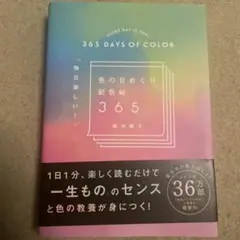 EVERY DAY IS FUN!
365 DAYS OF COLOR
毎日楽しい！
色の日めくり
配色帖
365
1日1分、楽しく読むだけで
一生もの のセンス
と色の教養が身につく！
36万部